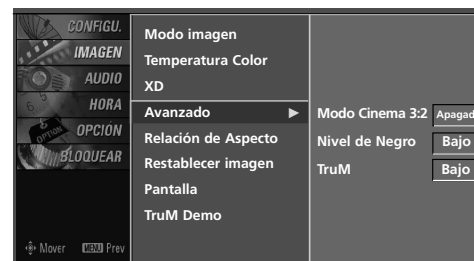 CONFIGU.
IMAGEN
AUDIO
HORA
OPCIÓN
BLOQUEAR
Mover MENU Prev
Modo imagen
Temperatura Color
XD
Avanzado ▶
Relación de Aspecto
Restablecer imagen
Pantalla
TruM Demo
Modo Cinema 3:2 Apagad
Nivel de Negro Bajo
TruM Bajo